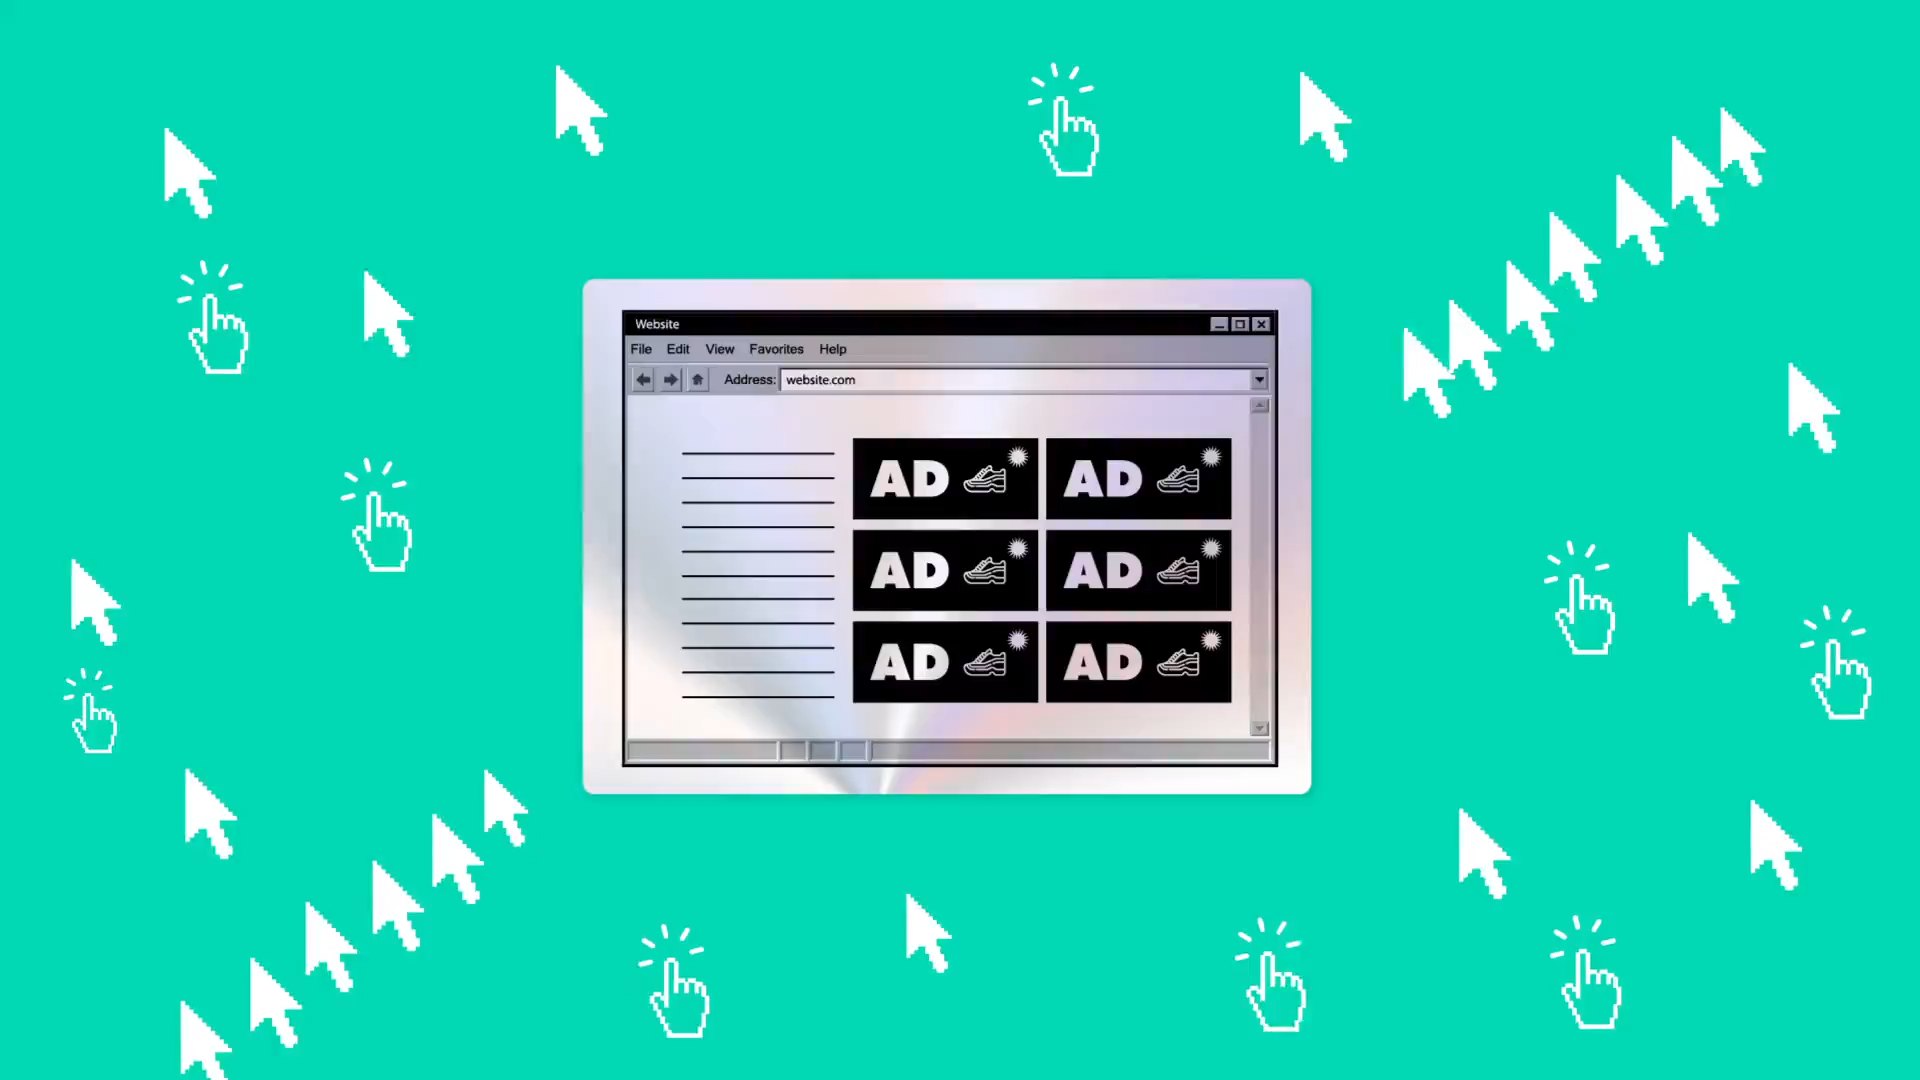 Website
File Edit View Favorites Help
Address: website.com
AD AD
AD AD
AD AD